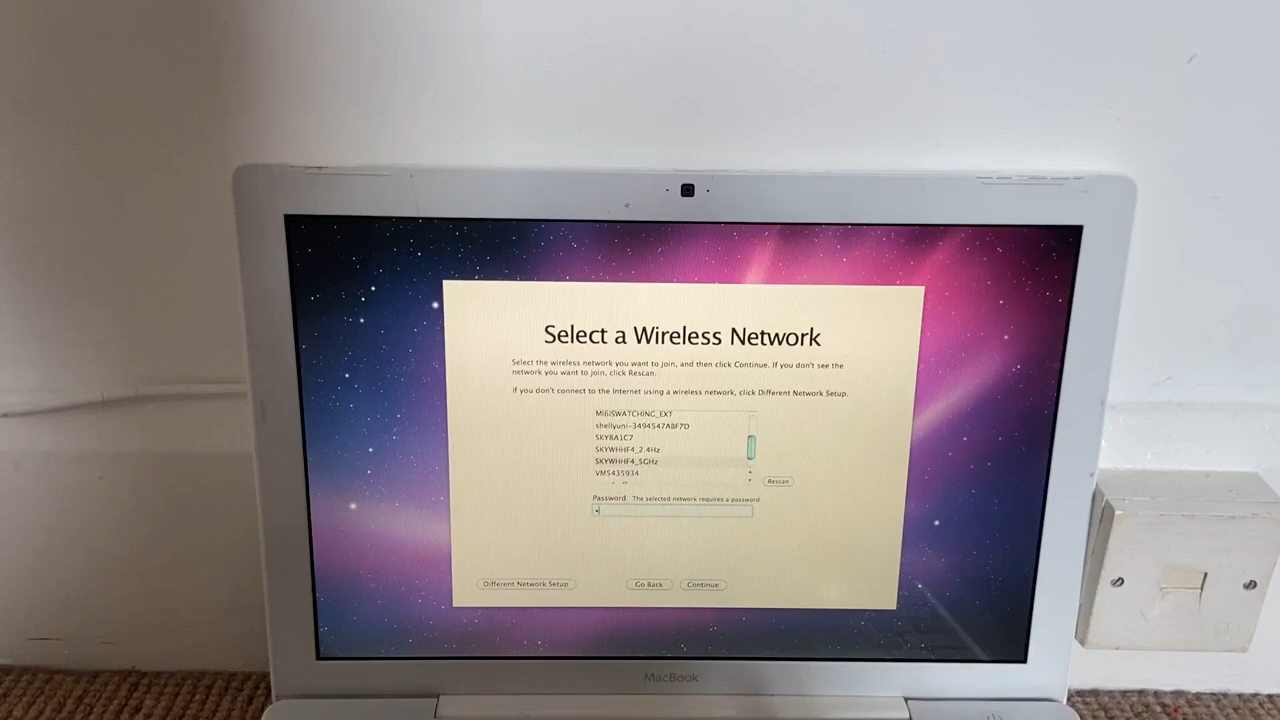 Select a Wireless Network
Select the wireless network you want to join, and then click Continue. If you don't see the
network you want to join, click Rescan.
If you don't connect to the Internet using a wireless network, click Different Network Setup.
MI6ISWATCHING_EXT
shellyuni-3494547A8F7D
SKY8A1C7
SKYWHHF4_2.4Hz
SKYWHHF4_5GHz
VM5435934
Rescan
Password: The selected network requires a password
Different Network Setup
Go Back
Continue
MacBook